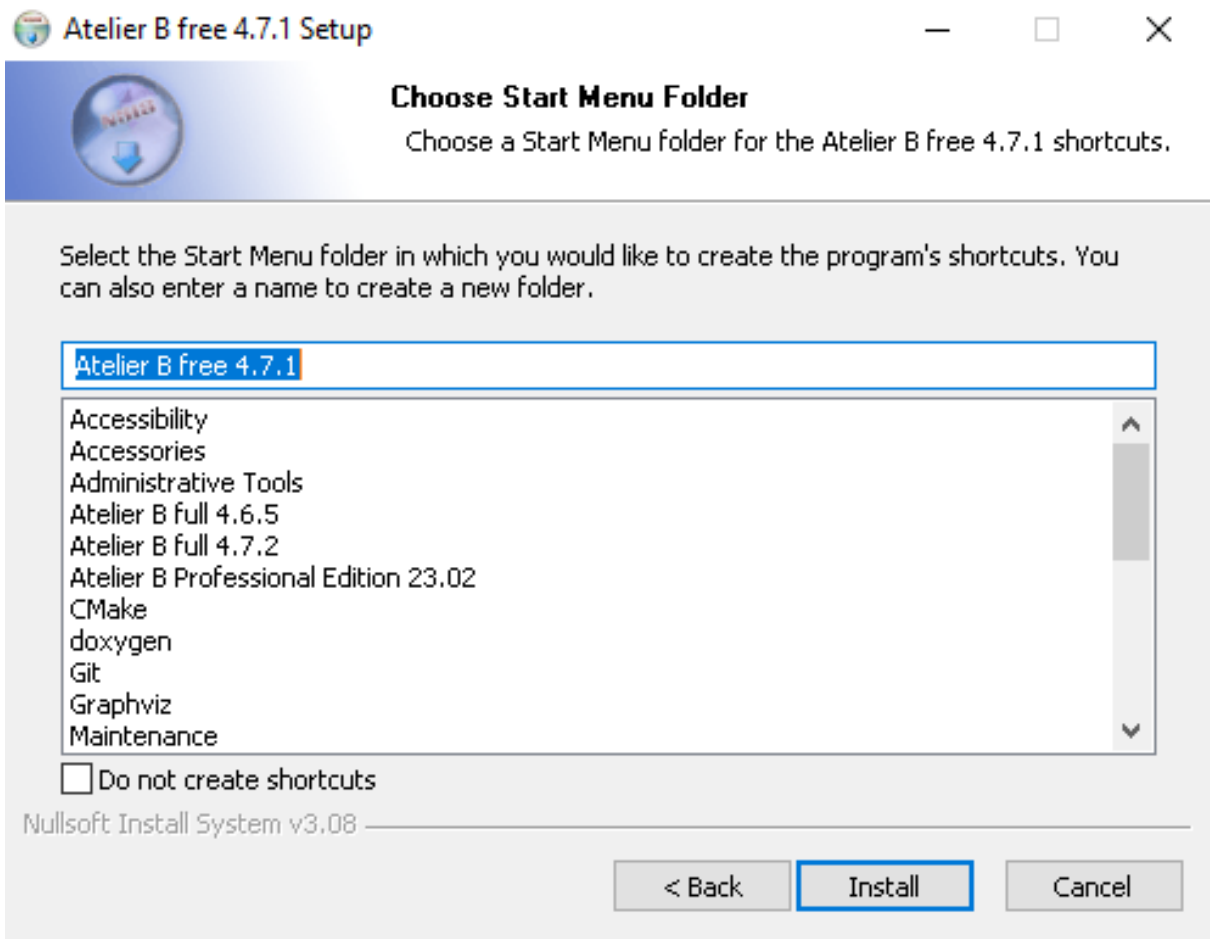 Atelier B free 4.7.1 Setup
Choose Start Menu Folder
Choose a Start Menu folder for the Atelier B free 4.7.1 shortcuts.
Select the Start Menu folder in which you would like to create the program's shortcuts. You
can also enter a name to create a new folder.
Atelier B free 4.7.1
Accessibility
Accessories
Administrative Tools
Atelier B full 4.6.5
Atelier B full 4.7.2
Atelier B Professional Edition 23.02
CMake
doxygen
Git
Graphviz
Maintenance
Do not create shortcuts
Nullsoft Install System v3.08
< Back
Install
Cancel